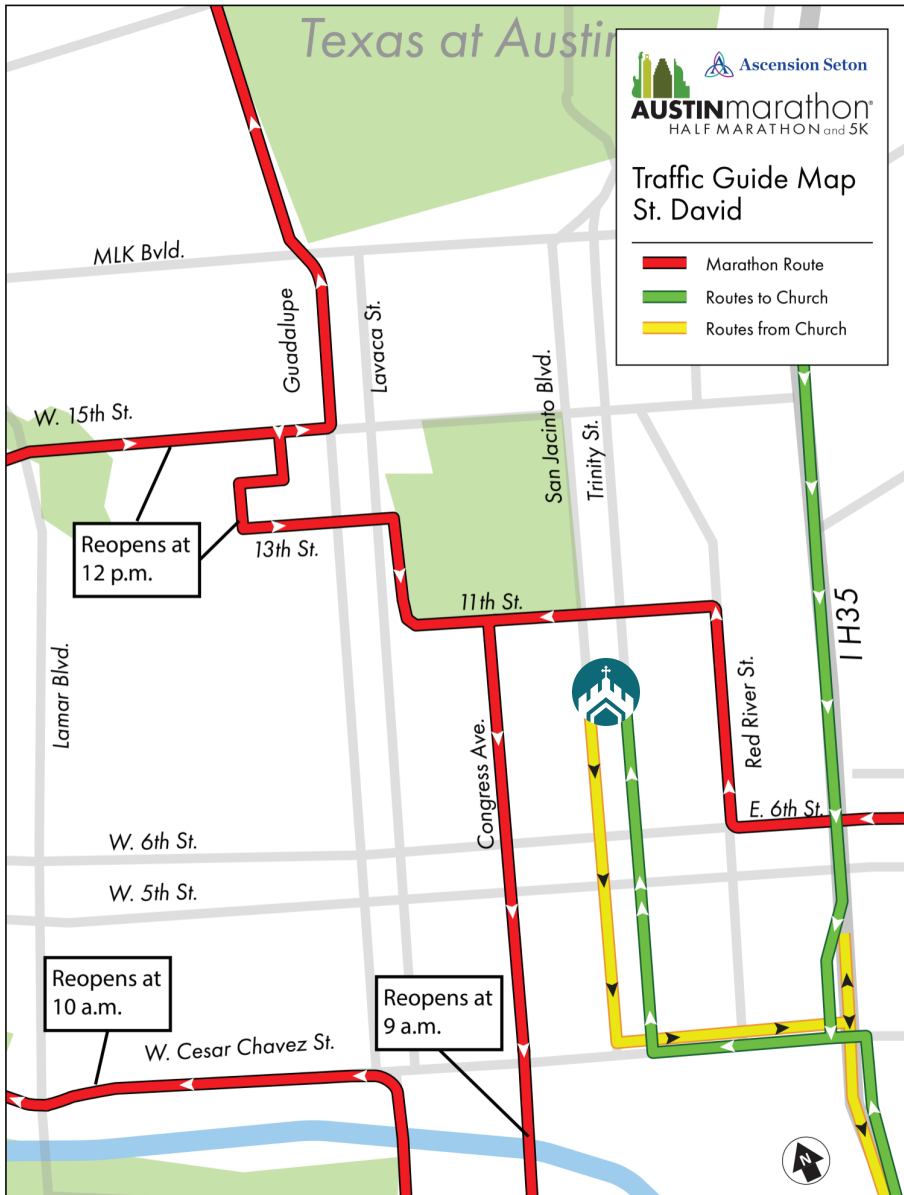 Texas at Austin
Ascension Seton
AUSTINmarathon®
HALF MARATHON and 5K
Traffic Guide Map
St. David
Marathon Route
Routes to Church
Routes from Church
MLK Bvld.
Guadalupe
Lavaca St.
San Jacinto Blvd.
Trinity St.
W. 15th St.
Reopens at
12 p.m.
13th St.
11th St.
I H35
Lamar Blvd.
Congress Ave.
Red River St.
E. 6th St.
W. 6th St.
W. 5th St.
Reopens at
10 a.m.
Reopens at
9 a.m.
W. Cesar Chavez St.
N